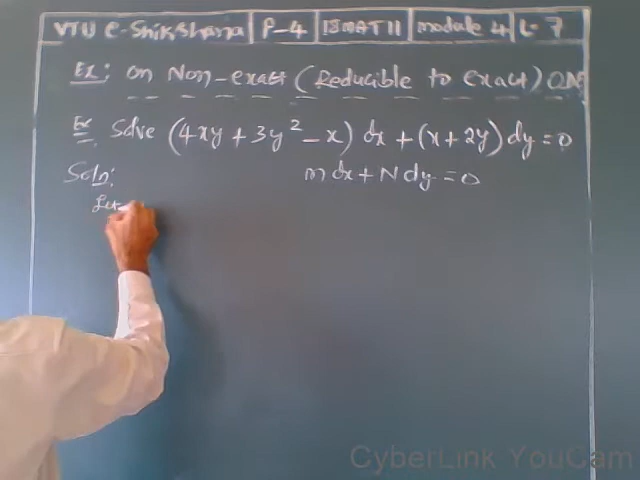 VTU e-Shikshana P-4 18MAT11 module 4 L-7
Ex: on Non-exact (Reducible to exact) ODE
Ex: Solve (4xy + 3y² - x) dx + (x + 2y) dy = 0
Soln: m dx + N dy = 0
Let
CyberLink YouCam